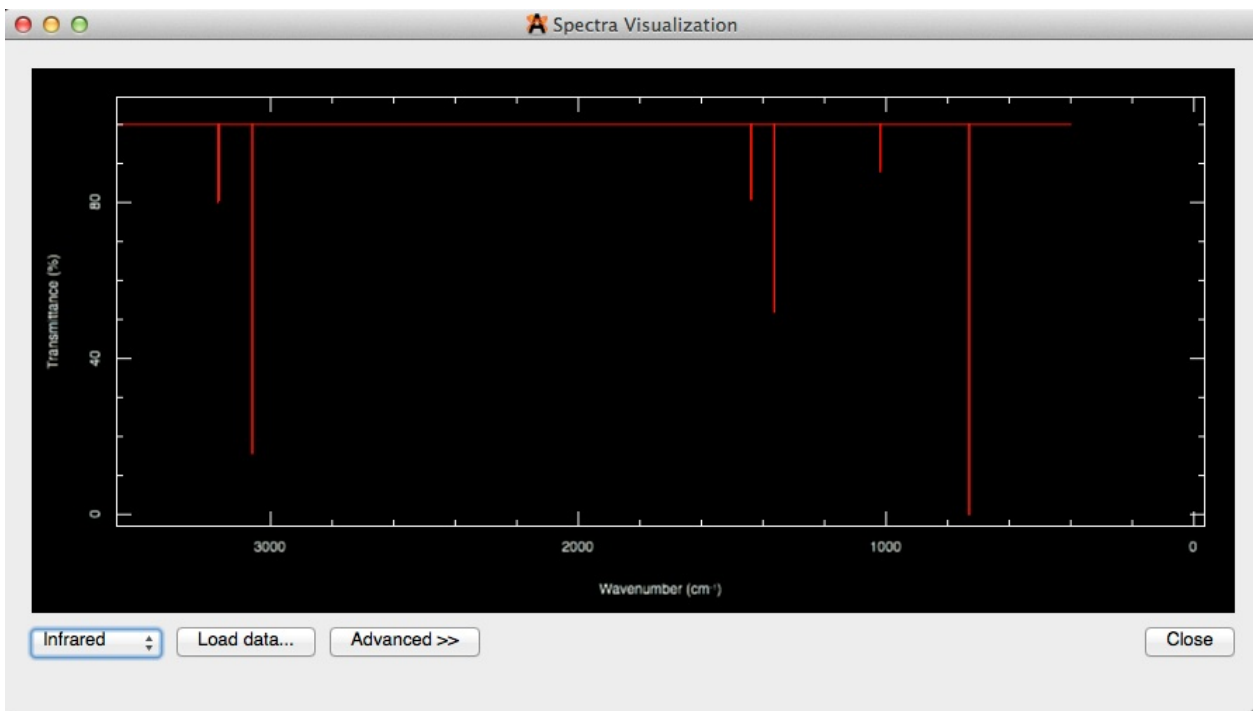 Spectra Visualization
Transmittance (%)
80
40
0
3000
2000
1000
0
Wavenumber (cm⁻¹)
Infrared
Load data...
Advanced >>
Close